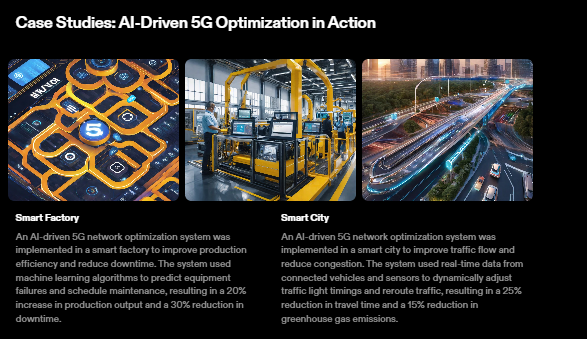 Case Studies: AI-Driven 5G Optimization in Action
5
Smart Factory
An AI-driven 5G network optimization system was
implemented in a smart factory to improve production
efficiency and reduce downtime. The system used
machine learning algorithms to predict equipment
failures and schedule maintenance, resulting in a 20%
increase in production output and a 30% reduction in
downtime.
Smart City
An AI-driven 5G network optimization system was
implemented in a smart city to improve traffic flow and
reduce congestion. The system used real-time data from
connected vehicles and sensors to dynamically adjust
traffic light timings and reroute traffic, resulting in a 25%
reduction in travel time and a 15% reduction in
greenhouse gas emissions.